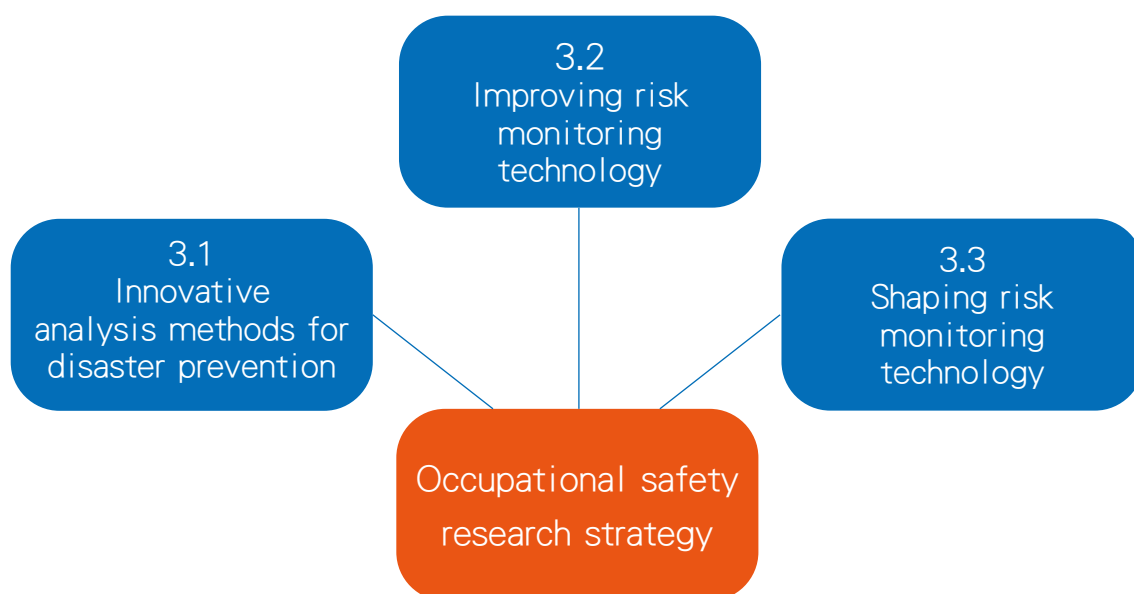 3.2
Improving risk
monitoring
technology
3.1
Innovative
analysis methods for
disaster prevention
3.3
Shaping risk
monitoring
technology
Occupational safety
research strategy